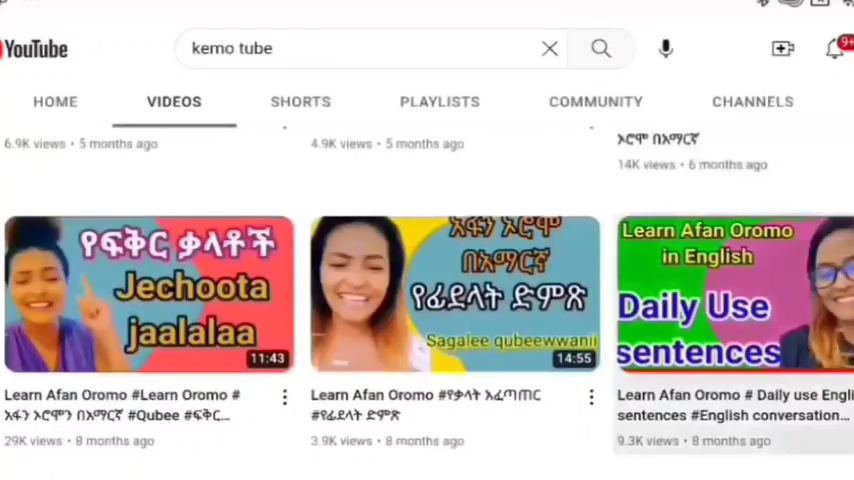 YouTube
kemo tube
9+
HOME
VIDEOS
SHORTS
PLAYLISTS
COMMUNITY
CHANNELS
6.9K views • 5 months ago
4.9K views • 5 months ago
ኦሮሞ በአማርኛ
14K views • 6 months ago
የፍቅር ቃላቶች
Jechoota
jaalalaa
11:43
አፋን ኦሮሞ
በአማርኛ
የፊደላት ድምጽ
Sagalee qubeewwanii
14:55
Learn Afan Oromo
in English
Daily Use
sentences
Learn Afan Oromo #Learn Oromo #
አፋን ኦሮሞን በአማርኛ #Qubee #ፍቅር...
29K views • 8 months ago
Learn Afan Oromo #የቃላት አፈጣጠር
#የፊደላት ድምጽ
3.9K views • 8 months ago
Learn Afan Oromo # Daily use Engli
sentences #English conversation...
9.3K views • 8 months ago